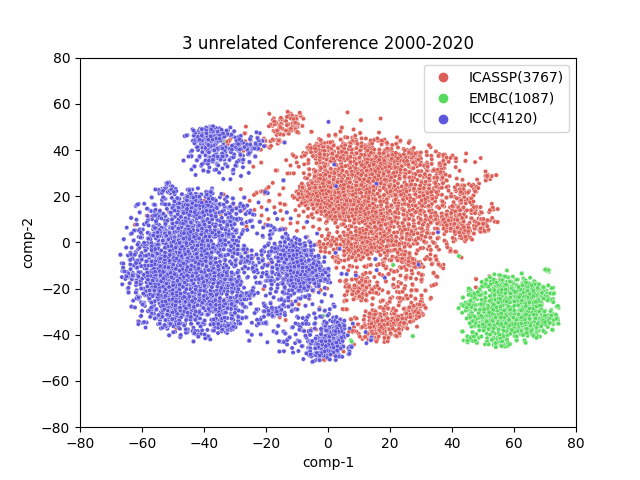 3 unrelated Conference 2000-2020
ICASSP(3767)
EMBC(1087)
ICC(4120)
comp-2
80
60
40
20
0
−20
−40
−60
−80
−80 −60 −40 −20 0 20 40 60 80
comp-1